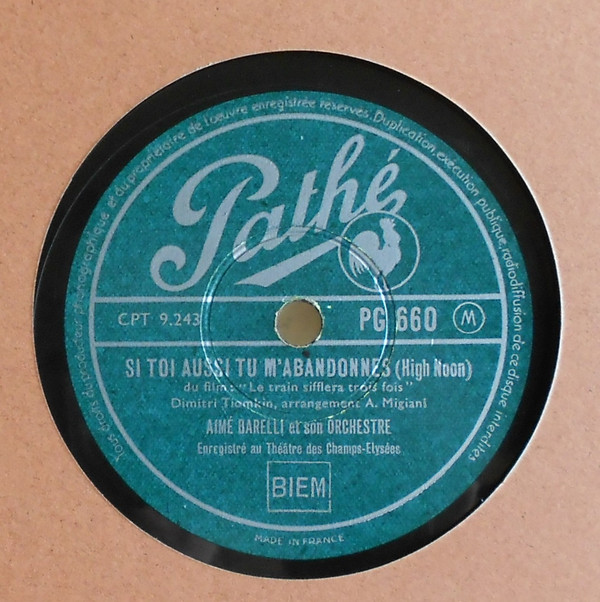 Tous droits du producteur phonographique et du propriétaire de l'oeuvre enregistrée réservés. Duplication, exécution publique, radiodiffusion de ce disque interdites
Pathé
CPT 9.243
PG 660 M
SI TOI AUSSI TU M'ABANDONNES (High Noon)
du film : "Le train sifflera trois fois"
Dimitri Tiomkin, arrangement A. Migiani
AIMÉ BARELLI et son ORCHESTRE
Enregistré au Théâtre des Champs-Elysées
BIEM
MADE IN FRANCE